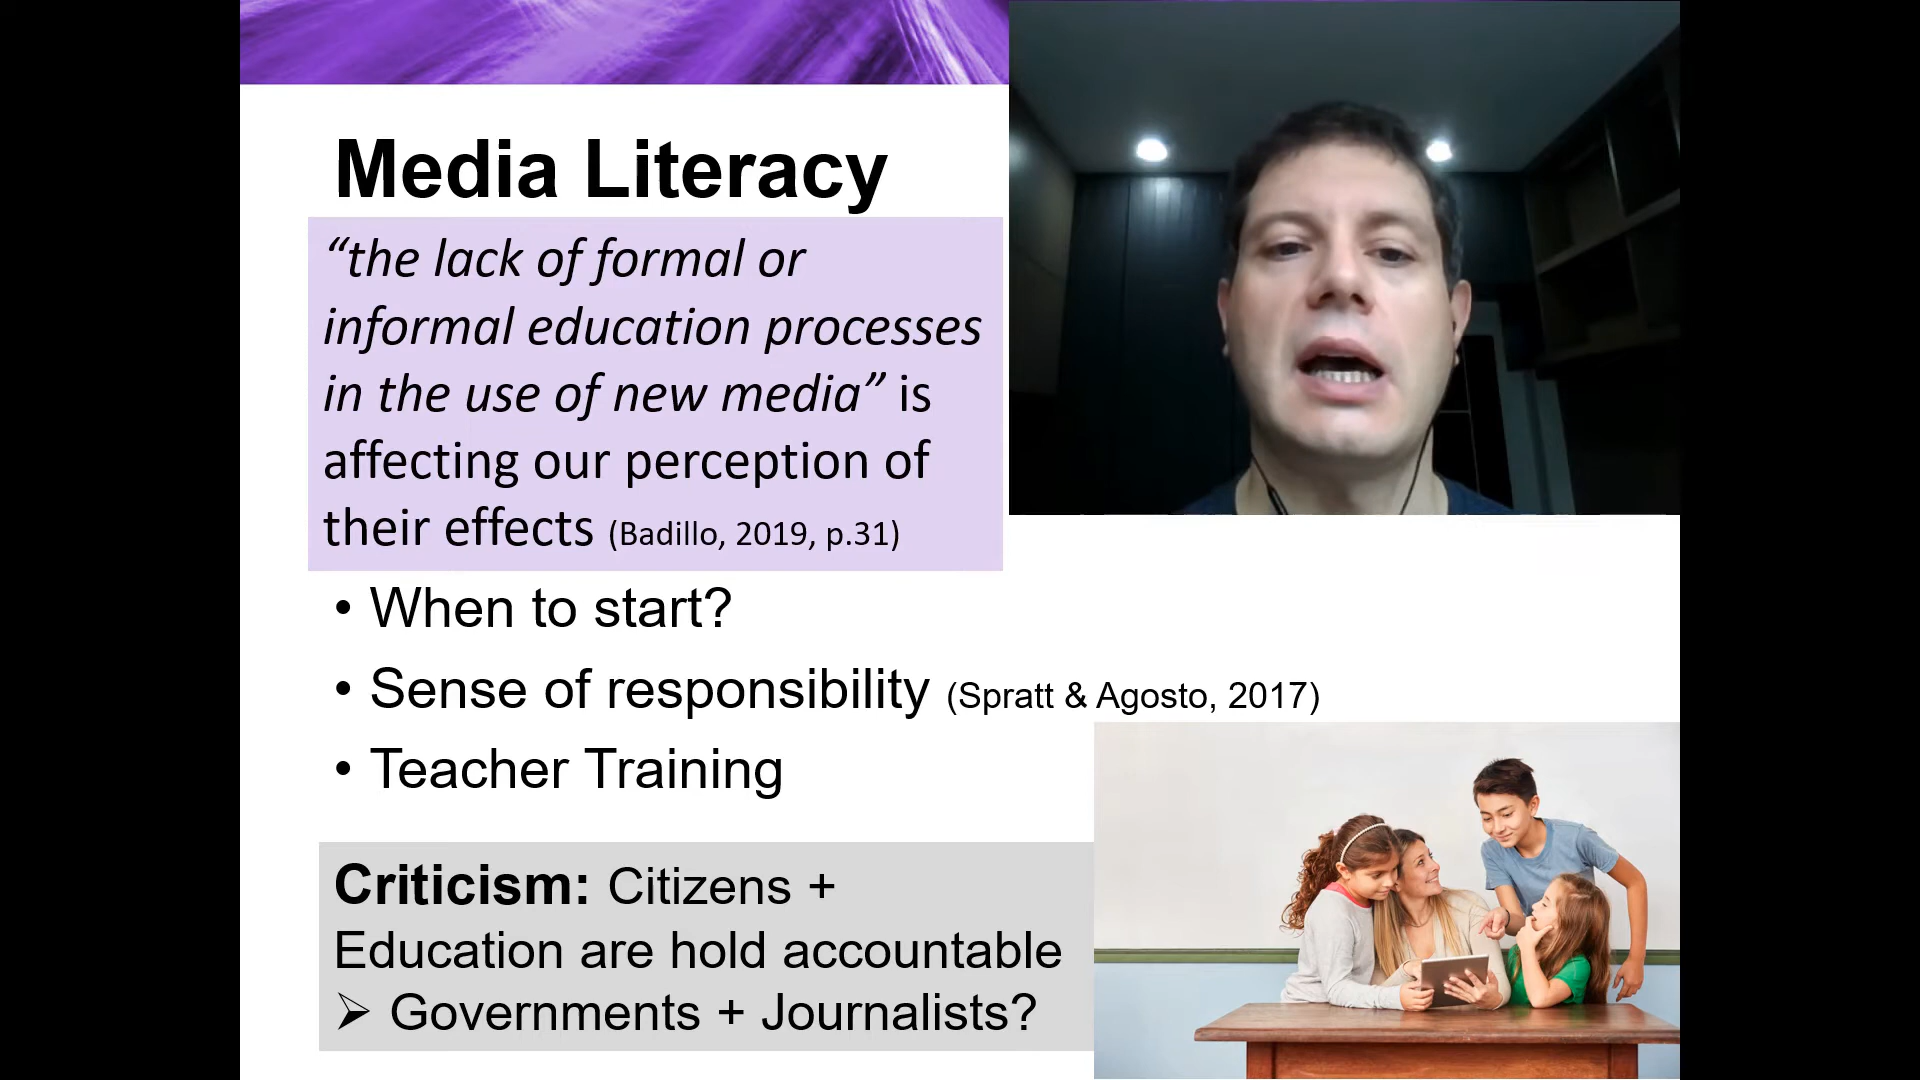 Media Literacy
“the lack of formal or
informal education processes
in the use of new media” is
affecting our perception of
their effects (Badillo, 2019, p.31)
• When to start?
• Sense of responsibility (Spratt & Agosto, 2017)
• Teacher Training
Criticism: Citizens +
Education are hold accountable
➢ Governments + Journalists?